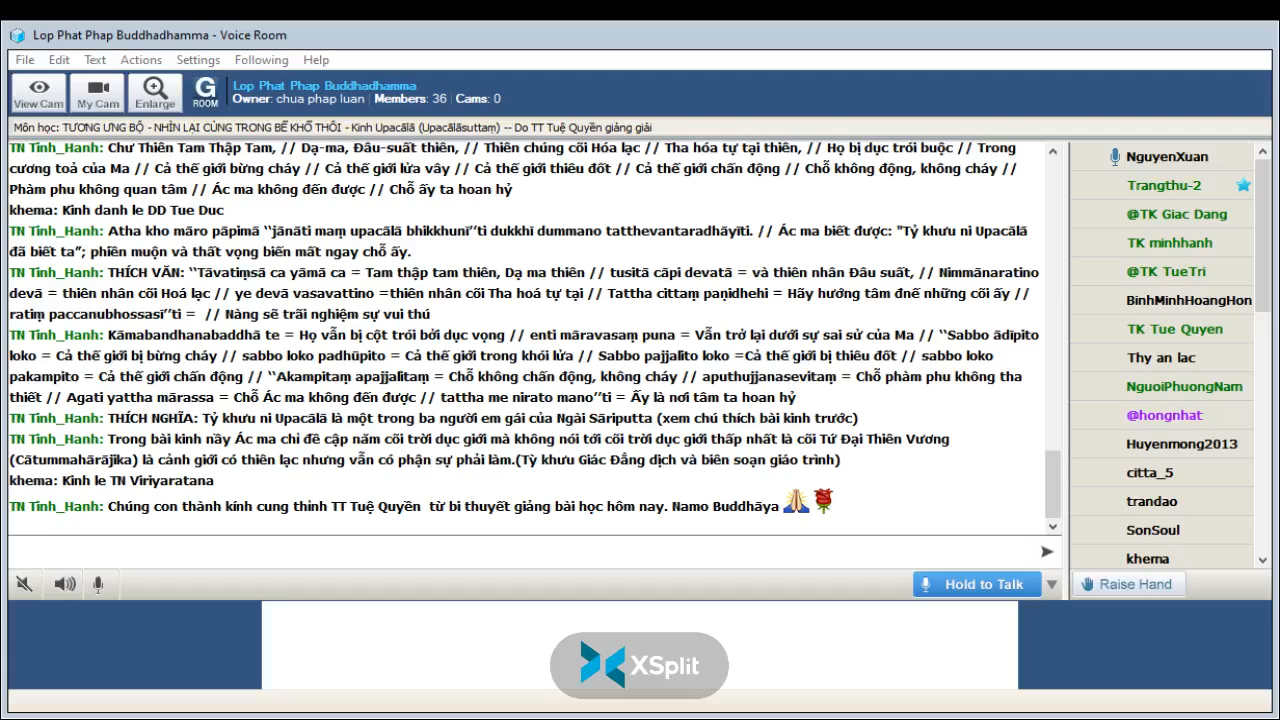 Lop Phat Phap Buddhadhamma - Voice Room
File Edit Text Actions Settings Following Help
View Cam
My Cam
Enlarge
G ROOM
Lop Phat Phap Buddhadhamma
Owner: chua phap luan | Members: 36 | Cams: 0
Môn học: TƯƠNG ƯNG BỘ - NHÌN LẠI CÙNG TRONG BỂ KHỔ THÔI - Kinh Upacālā (Upacālāsuttaṃ) -- Do TT Tuệ Quyền giảng giải
TN Tinh_Hanh: Chư Thiên Tam Thập Tam, // Dạ-ma, Đâu-suất thiên, // Thiên chúng cõi Hóa lạc // Tha hóa tự tại thiên, // Họ bị dục trói buộc // Trong
cương toả của Ma // Cả thế giới bừng cháy // Cả thế giới lửa vây // Cả thế giới thiêu đốt // Cả thế giới chấn động // Chỗ không động, không cháy //
Phàm phu không quan tâm // Ác ma không đến được // Chỗ ấy ta hoan hỷ
khema: Kinh danh le DD Tue Duc
TN Tinh_Hanh: Atha kho māro pāpimā ‘‘jānāti maṃ upacālā bhikkhunī’’ti dukkhī dummano tatthevantaradhāyīti. // Ác ma biết được: "Tỷ khưu ni Upacālā
đã biết ta”; phiền muộn và thất vọng biến mất ngay chỗ ấy.
TN Tinh_Hanh: THÍCH VĂN: ‘‘Tāvatiṃsā ca yāmā ca = Tam thập tam thiên, Dạ ma thiên // tusitā cāpi devatā = và thiên nhân Đâu suất, // Nimmānaratino
devā = thiên nhân cõi Hoá lạc // ye devā vasavattino =thiên nhân cõi Tha hoá tự tại // Tattha cittaṃ paṇidhehi = Hãy hướng tâm đnế những cõi ấy //
ratiṃ paccanubhossasī’’ti = // Nàng sẽ trãi nghiệm sự vui thú
TN Tinh_Hanh: Kāmabandhanabaddhā te = Họ vẫn bị cột trói bởi dục vọng // enti māravasaṃ puna = Vẫn trở lại dưới sự sai sử của Ma // ‘‘Sabbo ādīpito
loko = Cả thế giới bị bừng cháy // sabbo loko padhūpito = Cả thế giới trong khói lửa // Sabbo pajjalito loko =Cả thế giới bị thiêu đốt // sabbo loko
pakampito = Cả thế giới chấn động // ‘‘Akampitaṃ apajjalitaṃ = Chỗ không chấn động, không cháy // aputhujjanasevitaṃ = Chỗ phàm phu không tha
thiết // Agati yattha mārassa = Chỗ Ác ma không đến được // tattha me nirato mano’’ti = Ấy là nơi tâm ta hoan hỷ
TN Tinh_Hanh: THÍCH NGHĨA: Tỷ khưu ni Upacālā là một trong ba người em gái của Ngài Sāriputta (xem chú thích bài kinh trước)
TN Tinh_Hanh: Trong bài kinh nầy Ác ma chỉ đề cập năm cõi trời dục giới mà không nói tới cõi trời dục giới thấp nhất là cõi Tứ Đại Thiên Vương
(Cātummahārājika) là cảnh giới có thiên lạc nhưng vẫn có phận sự phải làm.(Tỳ khưu Giác Đẳng dịch và biên soạn giáo trình)
khema: Kinh le TN Viriyaratana
TN Tinh_Hanh: Chúng con thành kính cung thỉnh TT Tuệ Quyền từ bi thuyết giảng bài học hôm nay. Namo Buddhāya
NguyenXuan
Trangthu-2
@TK Giac Dang
TK minhhanh
@TK TueTri
BinhMinhHoangHon
TK Tue Quyen
Thy an lac
NguoiPhuongNam
@hongnhat
Huyenmong2013
citta_5
trandao
SonSoul
khema
Hold to Talk
Raise Hand
XSplit